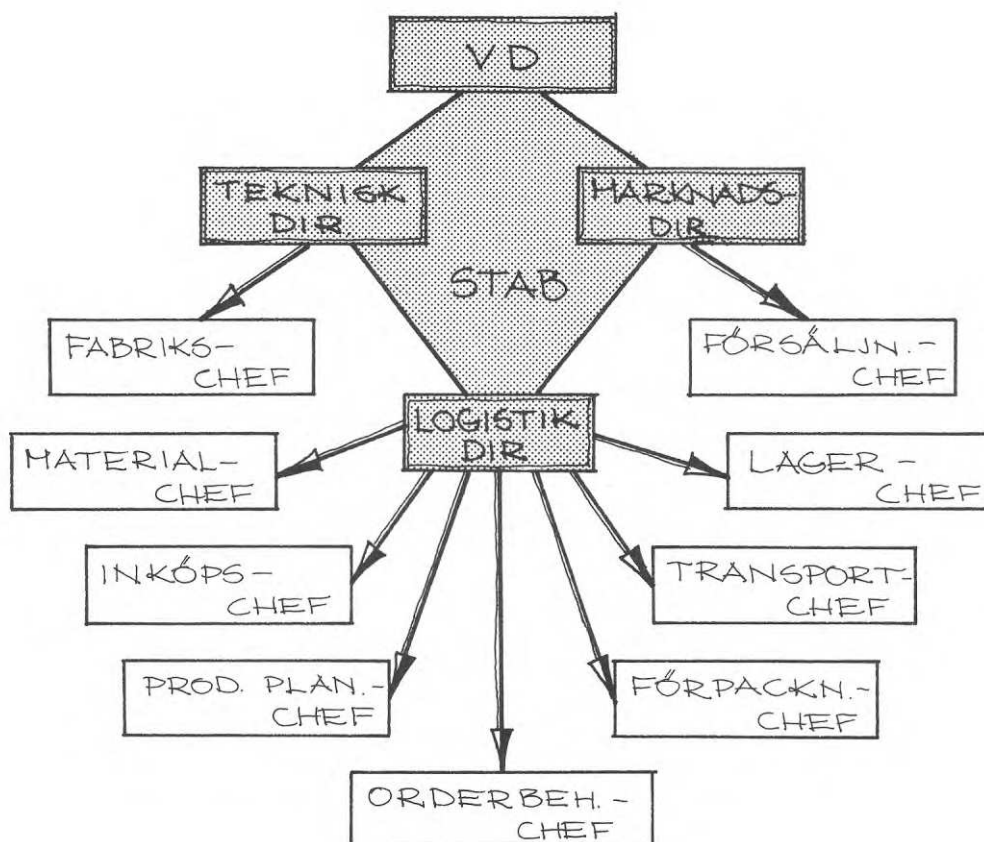 VD
TEKNISK
DIR
MARKNADS-
DIR
STAB
FABRIKS-
CHEF
FÖRSÄLJN.-
CHEF
LOGISTIK
DIR
MATERIAL-
CHEF
LAGER-
CHEF
INKÖPS-
CHEF
TRANSPORT-
CHEF
PROD. PLAN.-
CHEF
FÖRPACKN.-
CHEF
ORDERBEH.-
CHEF